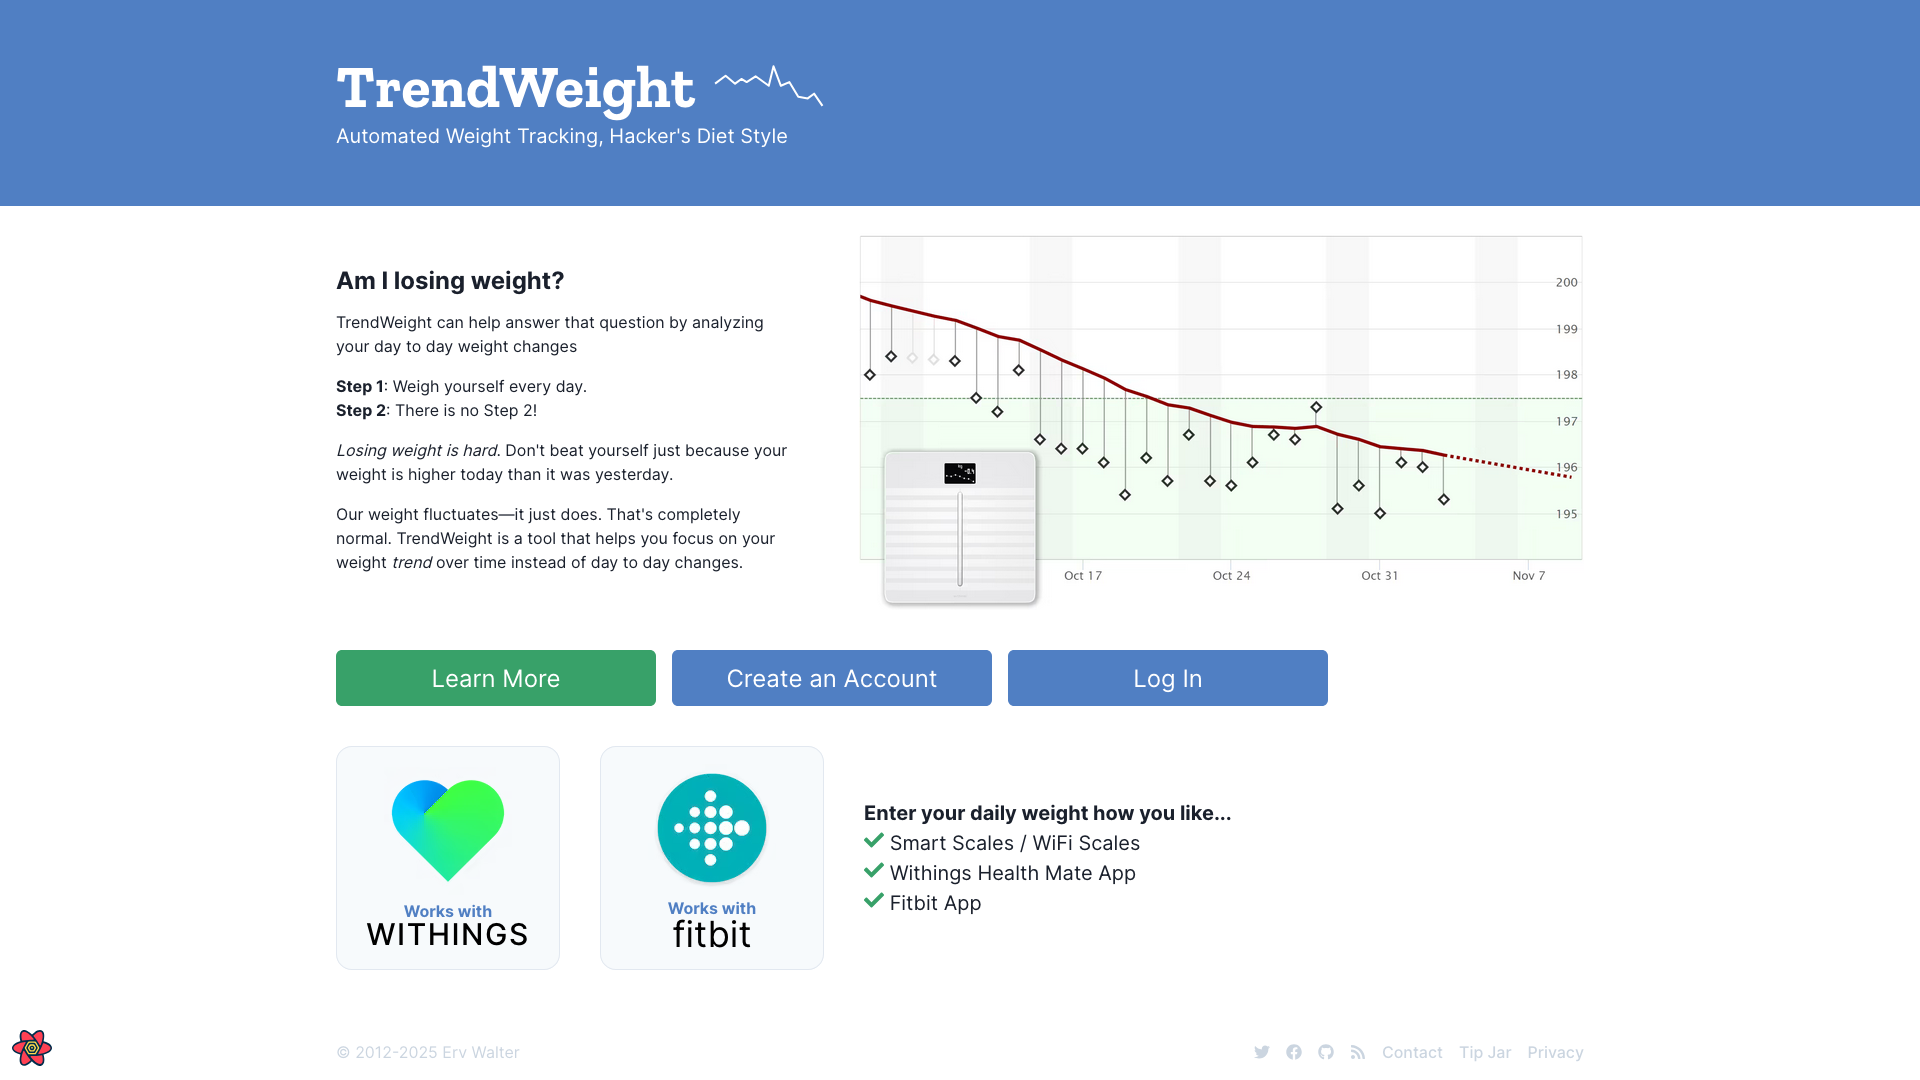 TrendWeight
Automated Weight Tracking, Hacker's Diet Style
Am I losing weight?
TrendWeight can help answer that question by analyzing
your day to day weight changes
Step 1: Weigh yourself every day.
Step 2: There is no Step 2!
Losing weight is hard. Don't beat yourself just because your
weight is higher today than it was yesterday.
Our weight fluctuates—it just does. That's completely
normal. TrendWeight is a tool that helps you focus on your
weight trend over time instead of day to day changes.
200
199
198
197
196
195
Oct 17
Oct 24
Oct 31
Nov 7
Learn More
Create an Account
Log In
Works with
WITHINGS
Works with
fitbit
Enter your daily weight how you like...
Smart Scales / WiFi Scales
Withings Health Mate App
Fitbit App
© 2012-2025 Erv Walter
Contact
Tip Jar
Privacy